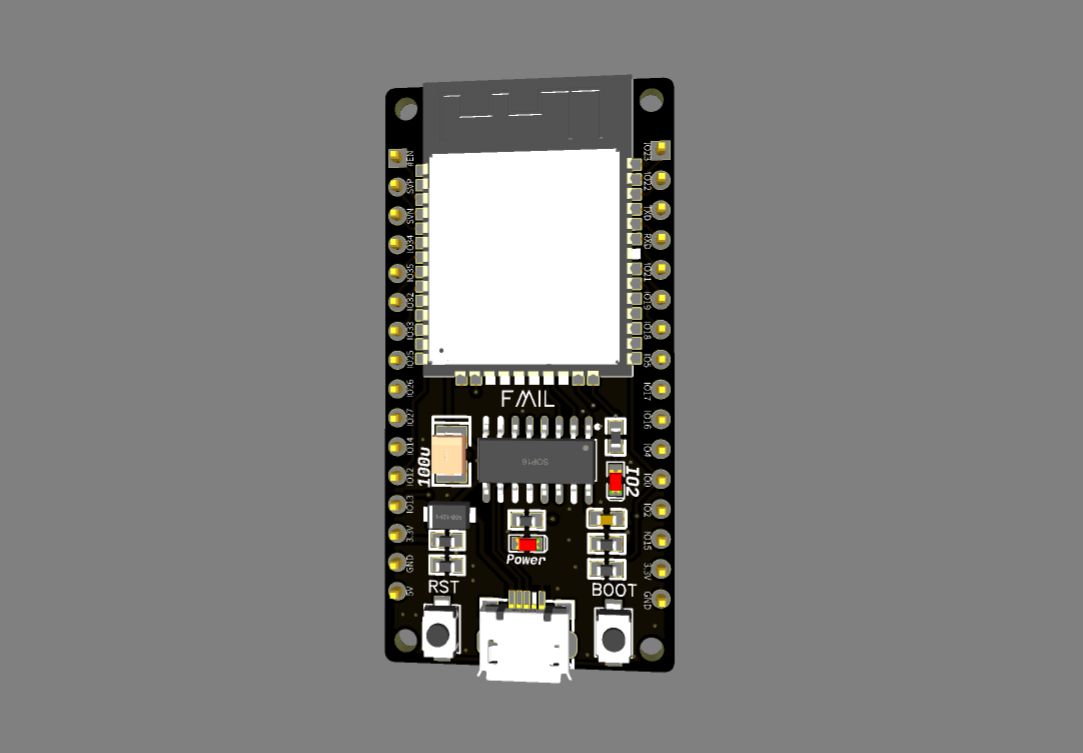 EN
SVP
SVN
IO34
IO35
IO32
IO33
IO25
IO26
IO27
IO14
IO12
IO13
3.3V
GND
5V
IO23
IO22
TXD
RXD
IO21
IO19
IO18
IO5
IO17
IO16
IO4
IO0
IO2
IO15
3.3V
GND
FMIL
100u
SOP16
IO2
Power
RST
BOOT